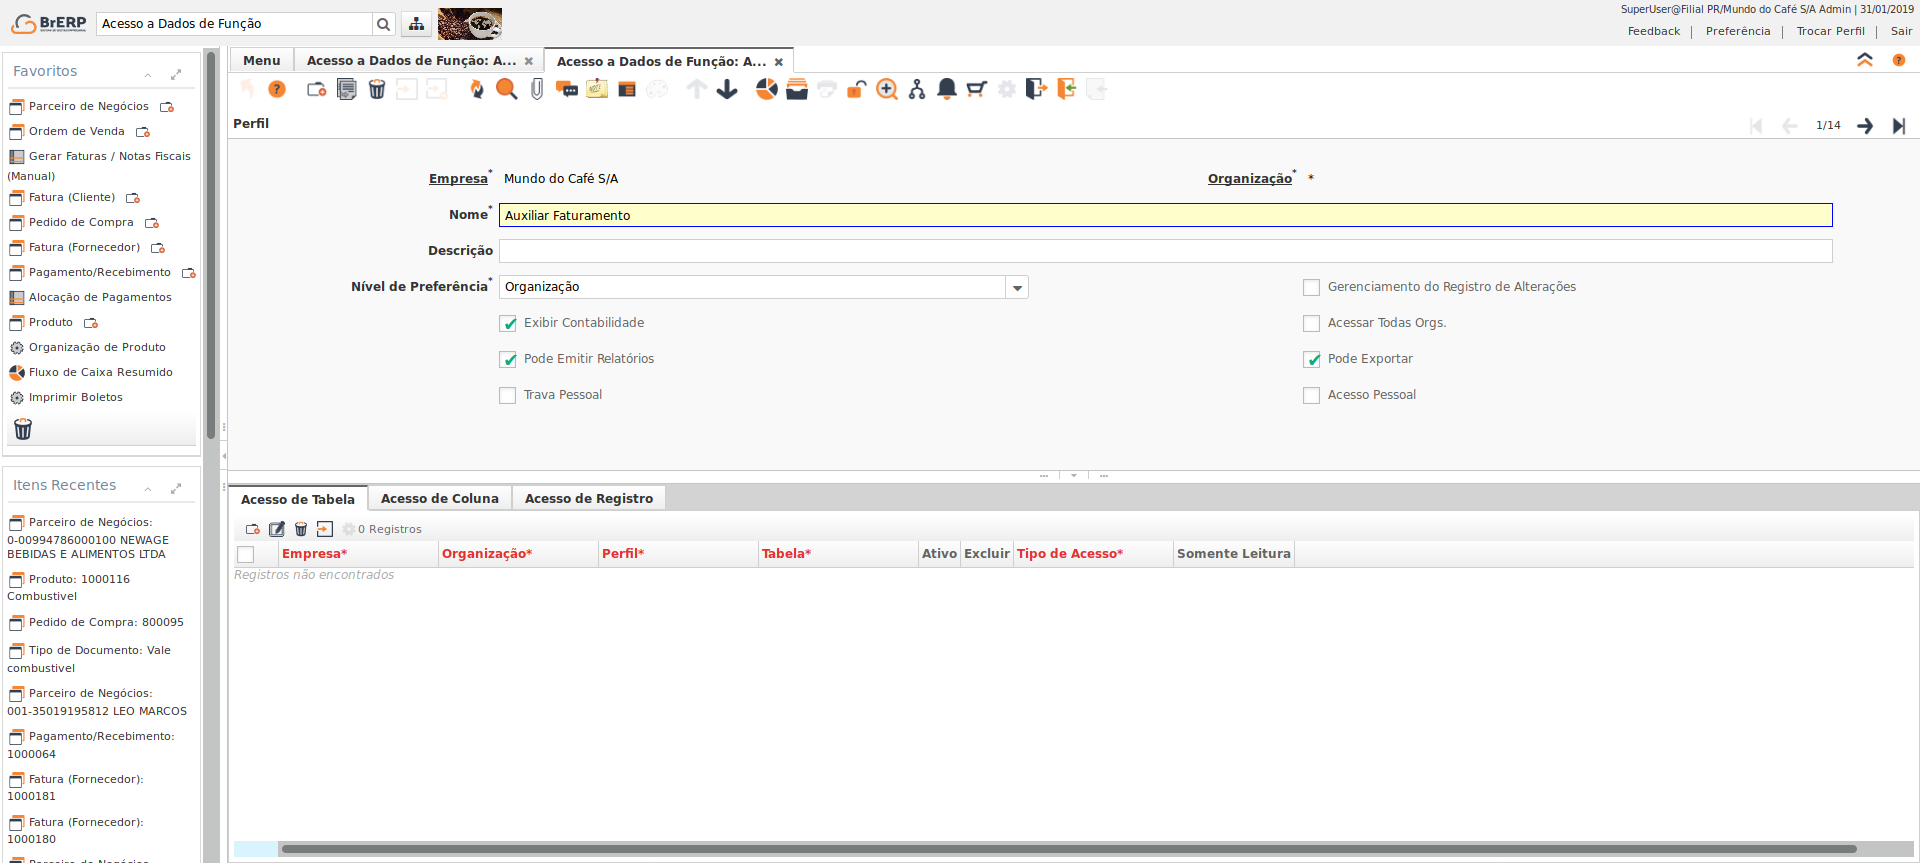 BrERP
Acesso a Dados de Função
SuperUser@Filial PR/Mundo do Café S/A Admin | 31/01/2019
Feedback | Preferência | Trocar Perfil | Sair
Favoritos
Parceiro de Negócios
Ordem de Venda
Gerar Faturas / Notas Fiscais
(Manual)
Fatura (Cliente)
Pedido de Compra
Fatura (Fornecedor)
Pagamento/Recebimento
Alocação de Pagamentos
Produto
Organização de Produto
Fluxo de Caixa Resumido
Imprimir Boletos
Itens Recentes
Parceiro de Negócios:
0-00994786000100 NEWAGE
BEBIDAS E ALIMENTOS LTDA
Produto: 1000116
Combustivel
Pedido de Compra: 800095
Tipo de Documento: Vale
combustivel
Parceiro de Negócios:
001-35019195812 LEO MARCOS
Pagamento/Recebimento:
1000064
Fatura (Fornecedor):
1000181
Fatura (Fornecedor):
1000180
Parceiro de Negócios
Menu
Acesso a Dados de Função: A...
Acesso a Dados de Função: A...
Perfil
1/14
Empresa* Mundo do Café S/A
Organização* *
Nome* Auxiliar Faturamento
Descrição
Nível de Preferência* Organização
Gerenciamento do Registro de Alterações
Exibir Contabilidade
Acessar Todas Orgs.
Pode Emitir Relatórios
Pode Exportar
Trava Pessoal
Acesso Pessoal
Acesso de Tabela
Acesso de Coluna
Acesso de Registro
0 Registros
Empresa* Organização* Perfil* Tabela* Ativo Excluir Tipo de Acesso* Somente Leitura
Registros não encontrados